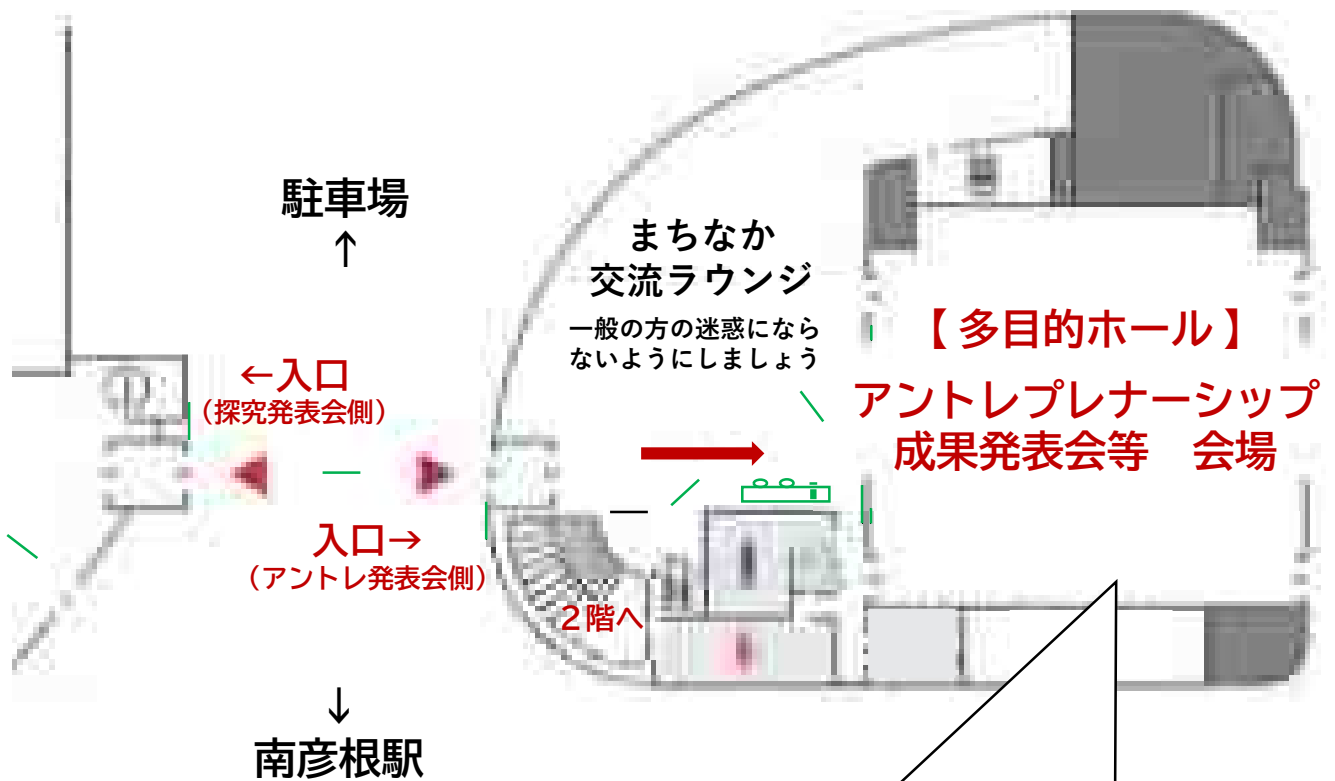 駐車場
↑
まちなか
交流ラウンジ
一般の方の迷惑になら
ないようにしましょう
【 多目的ホール 】
アントレプレナーシップ
成果発表会等　会場
←入口
（探究発表会側）
入口→
（アントレ発表会側）
２階へ
↓
南彦根駅